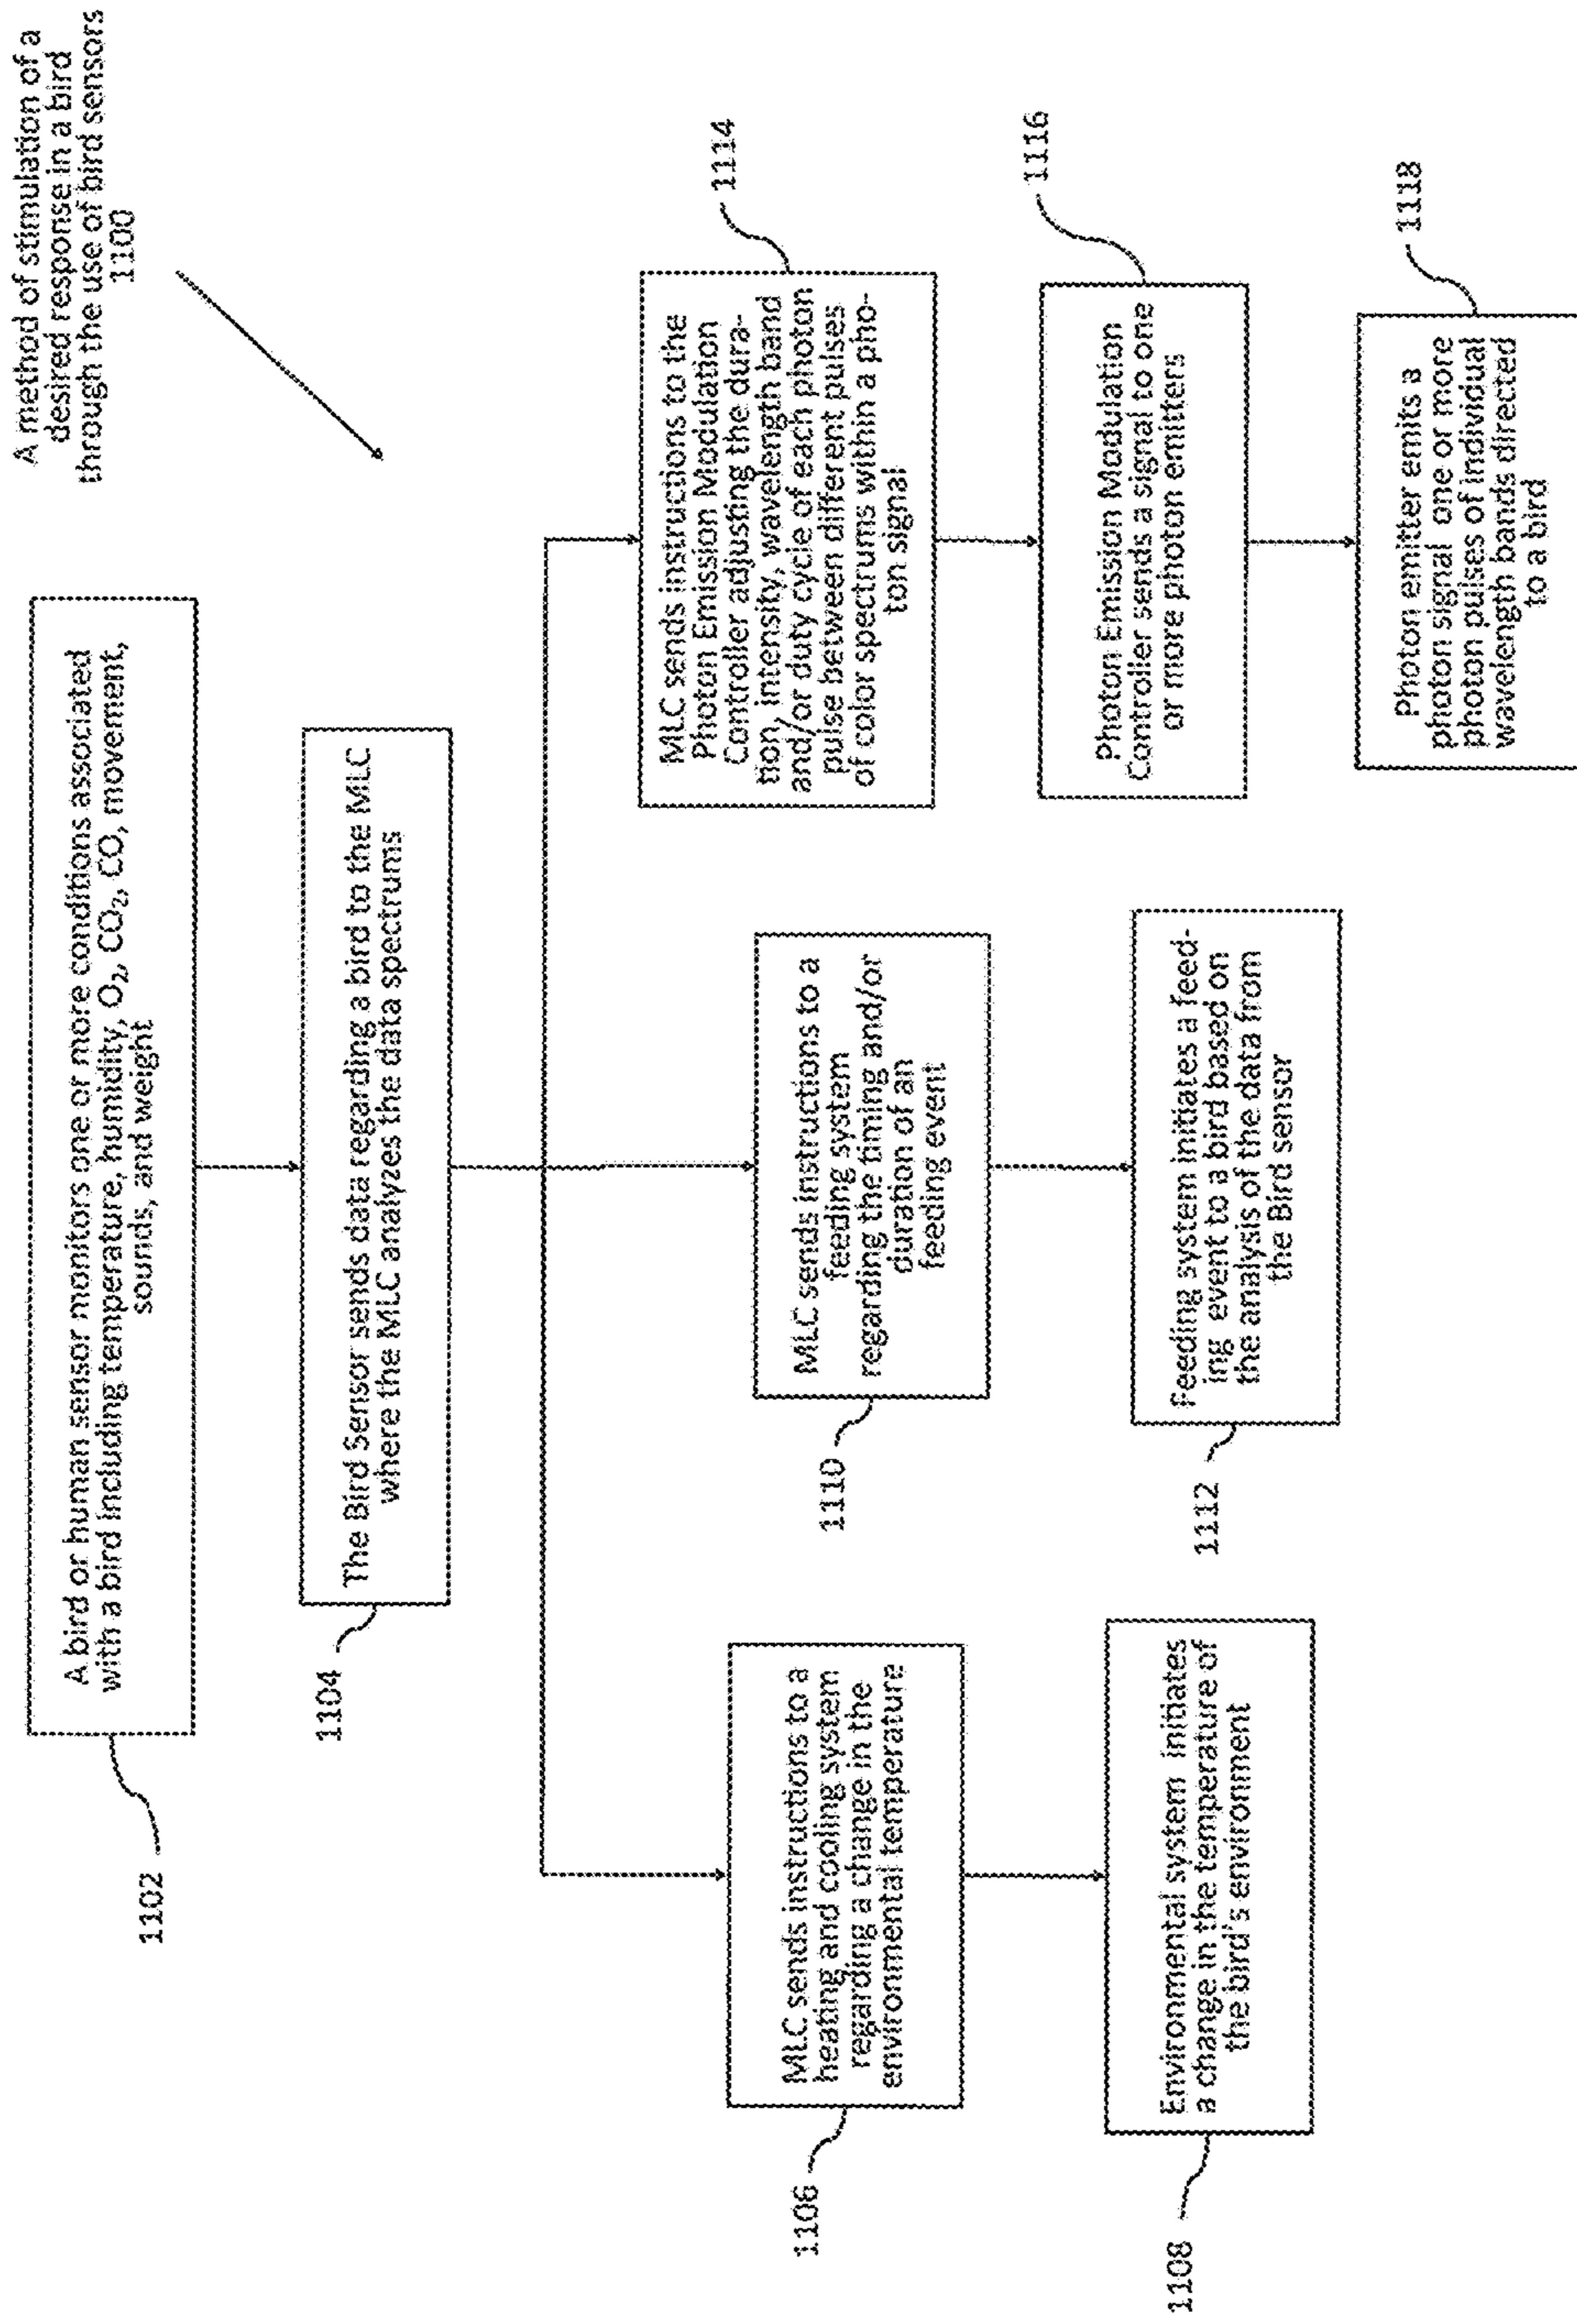 A method of stimulation of a
desired response in a bird
through the use of bird sensors
1100
A bird or human sensor monitors one or more conditions associated
with a bird including temperature, humidity, O₂, CO₂, CO, movement,
sounds, and weight
1102
The Bird Sensor sends data regarding a bird to the MLC
where the MLC analyzes the data spectrums
1104
MLC sends instructions to a
heating and cooling system
regarding a change in the
environmental temperature
1106
Environmental system initiates
a change in the temperature of
the bird's environment
1108
MLC sends instructions to a
feeding system
regarding the timing and/or
duration of an
feeding event
1110
Feeding system initiates a feed-
ing event to a bird based on
the analysis of the data from
the Bird sensor
1112
MLC sends instructions to the
Photon Emission Modulation
Controller adjusting the dura-
tion, intensity, wavelength band
and/or duty cycle of each photon
pulse between different pulses
of color spectrums within a pho-
ton signal
1114
Photon Emission Modulation
Controller sends a signal to one
or more photon emitters
1116
Photon emitter emits a
photon signal one or more
photon pulses of individual
wavelength bands directed
to a bird
1118